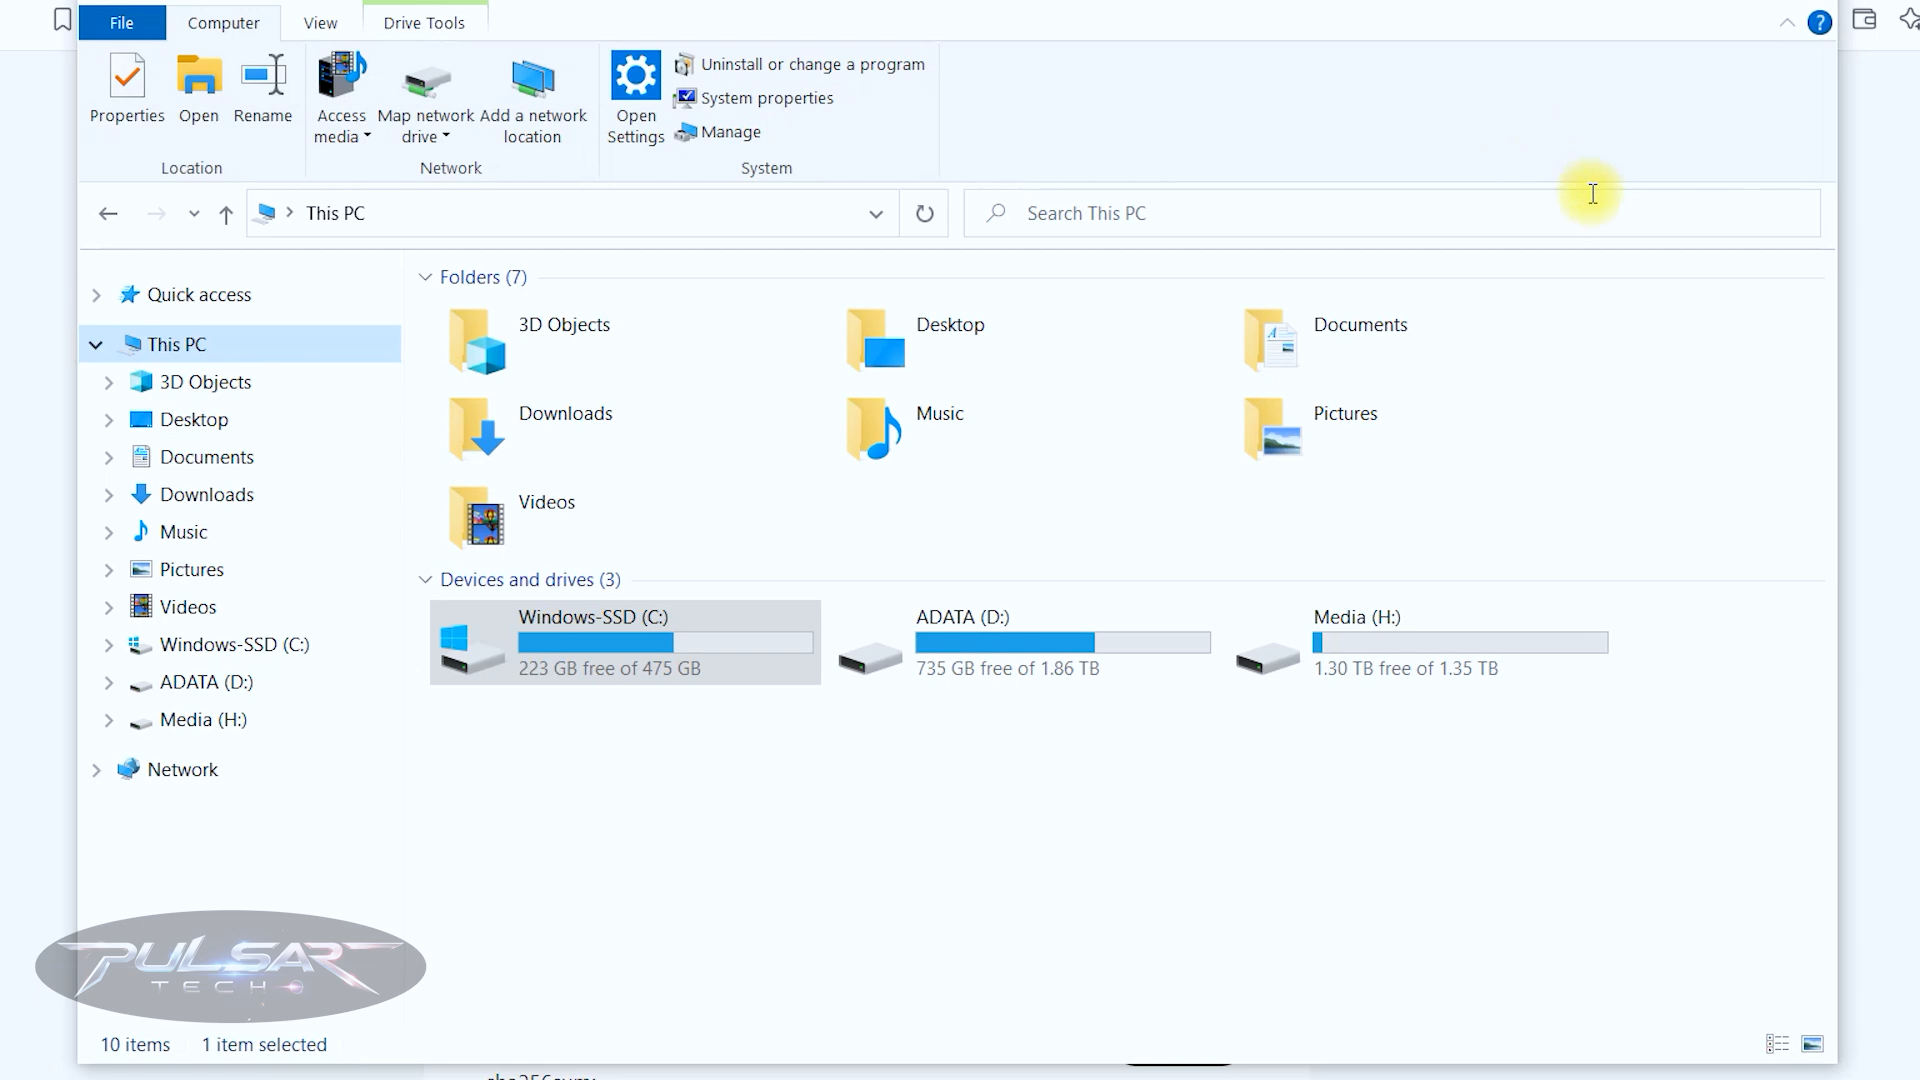 File
Computer
View
Drive Tools
Properties
Open
Rename
Access media
Map network drive
Add a network location
Open Settings
Uninstall or change a program
System properties
Manage
Location
Network
System
This PC
Search This PC
Quick access
This PC
3D Objects
Desktop
Documents
Downloads
Music
Pictures
Videos
Windows-SSD (C:)
ADATA (D:)
Media (H:)
Network
Folders (7)
3D Objects
Desktop
Documents
Downloads
Music
Pictures
Videos
Devices and drives (3)
Windows-SSD (C:)
223 GB free of 475 GB
ADATA (D:)
735 GB free of 1.86 TB
Media (H:)
1.30 TB free of 1.35 TB
PULSAR
TECH
10 items
1 item selected